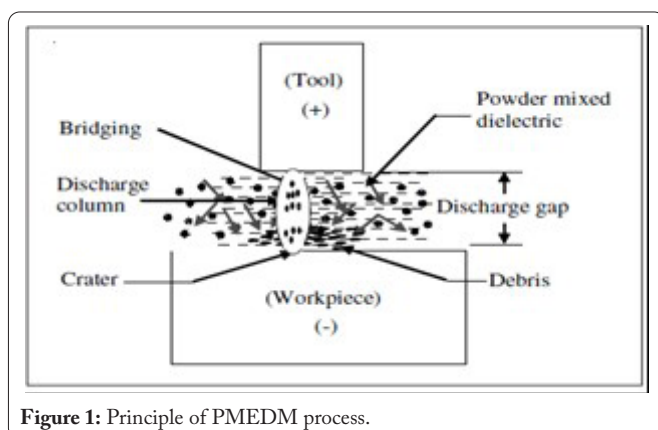 (Tool)
(+)
Powder mixed
dielectric
Bridging
Discharge
column
Discharge gap
Crater
Debris
(Workpiece)
(-)
Figure 1: Principle of PMEDM process.